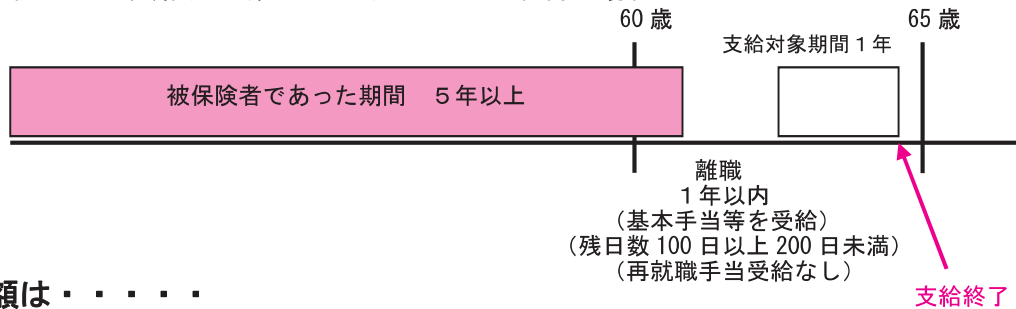 60 歳
65 歳
支給対象期間１年
被保険者であった期間　５年以上
離職
１年以内
（基本手当等を受給）
（残日数 100 日以上 200 日未満）
（再就職手当受給なし）
支給終了
額は・・・・・